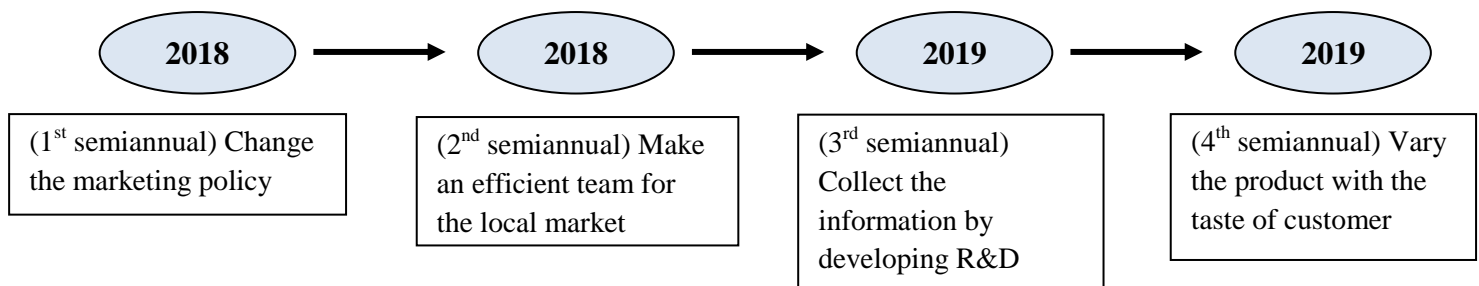 2018
2018
2019
2019
(1st semiannual) Change
the marketing policy
(2nd semiannual) Make
an efficient team for
the local market
(3rd semiannual)
Collect the
information by
developing R&D
(4th semiannual) Vary
the product with the
taste of customer